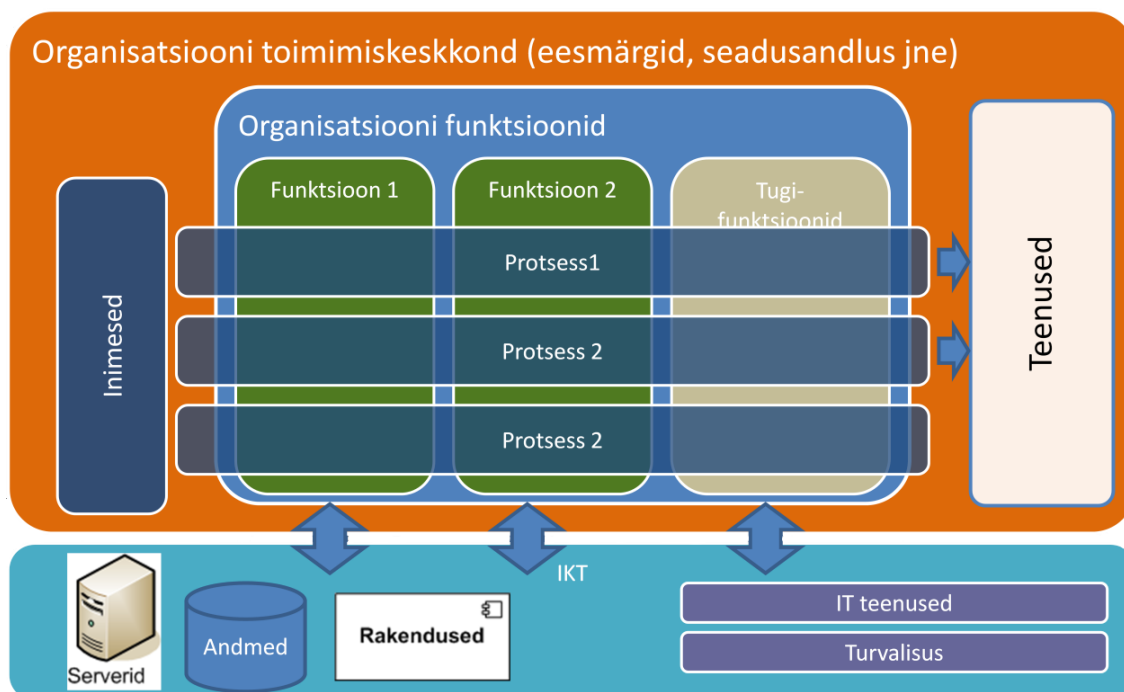 Organisatsiooni toimimiskeskkond (eesmärgid, seadusandlus jne)
Organisatsiooni funktsioonid
Funktsioon 1
Funktsioon 2
Tugi-
funktsioonid
Inimesed
Protsess1
Protsess 2
Protsess 2
Teenused
IKT
Serverid
Andmed
Rakendused
IT teenused
Turvalisus